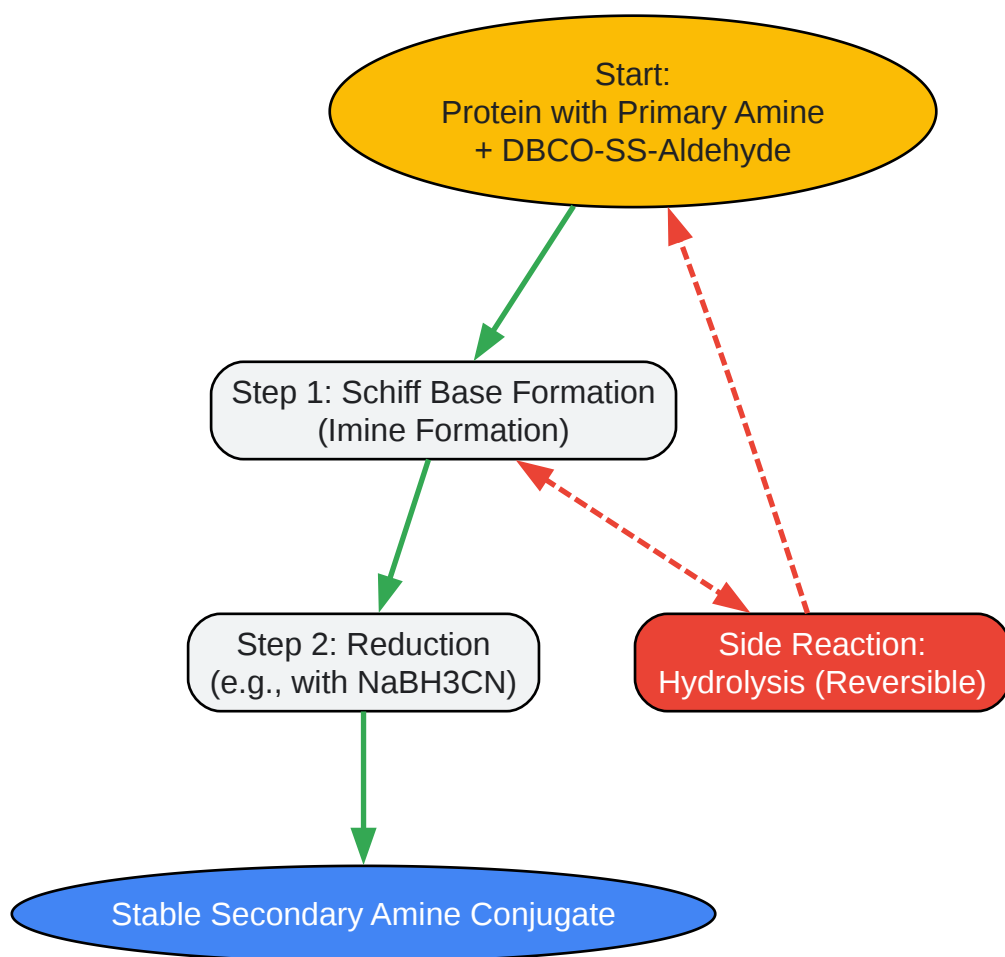 Start:
Protein with Primary Amine
+ DBCO-SS-Aldehyde
Step 1: Schiff Base Formation
(Imine Formation)
Step 2: Reduction
(e.g., with NaBH3CN)
Side Reaction:
Hydrolysis (Reversible)
Stable Secondary Amine Conjugate